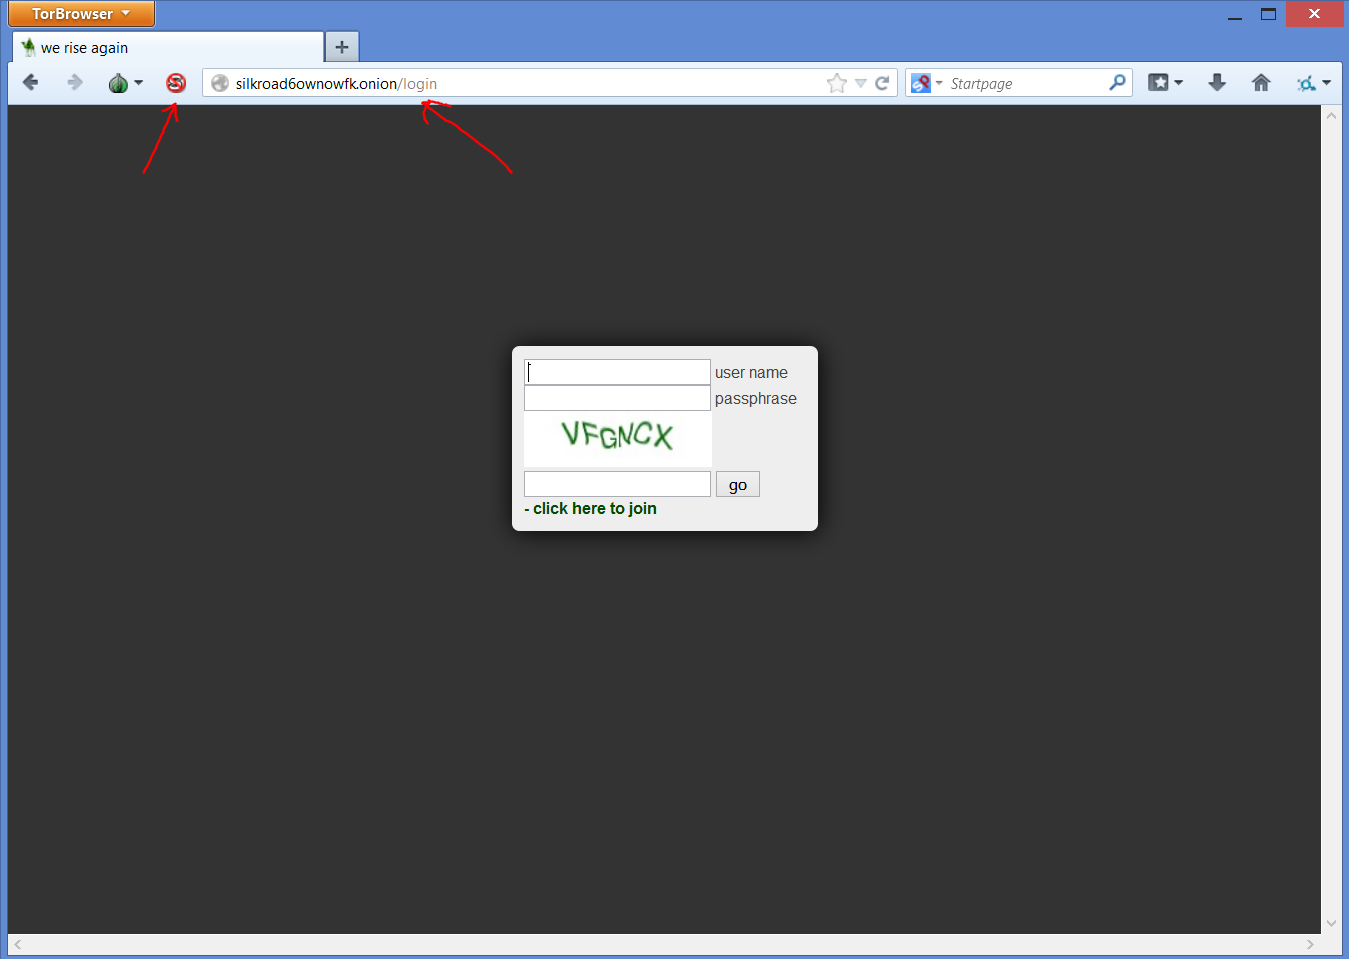 TorBrowser
we rise again
silkroad6ownowfk.onion/login
Startpage
user name
passphrase
VFGNCX
go
- click here to join